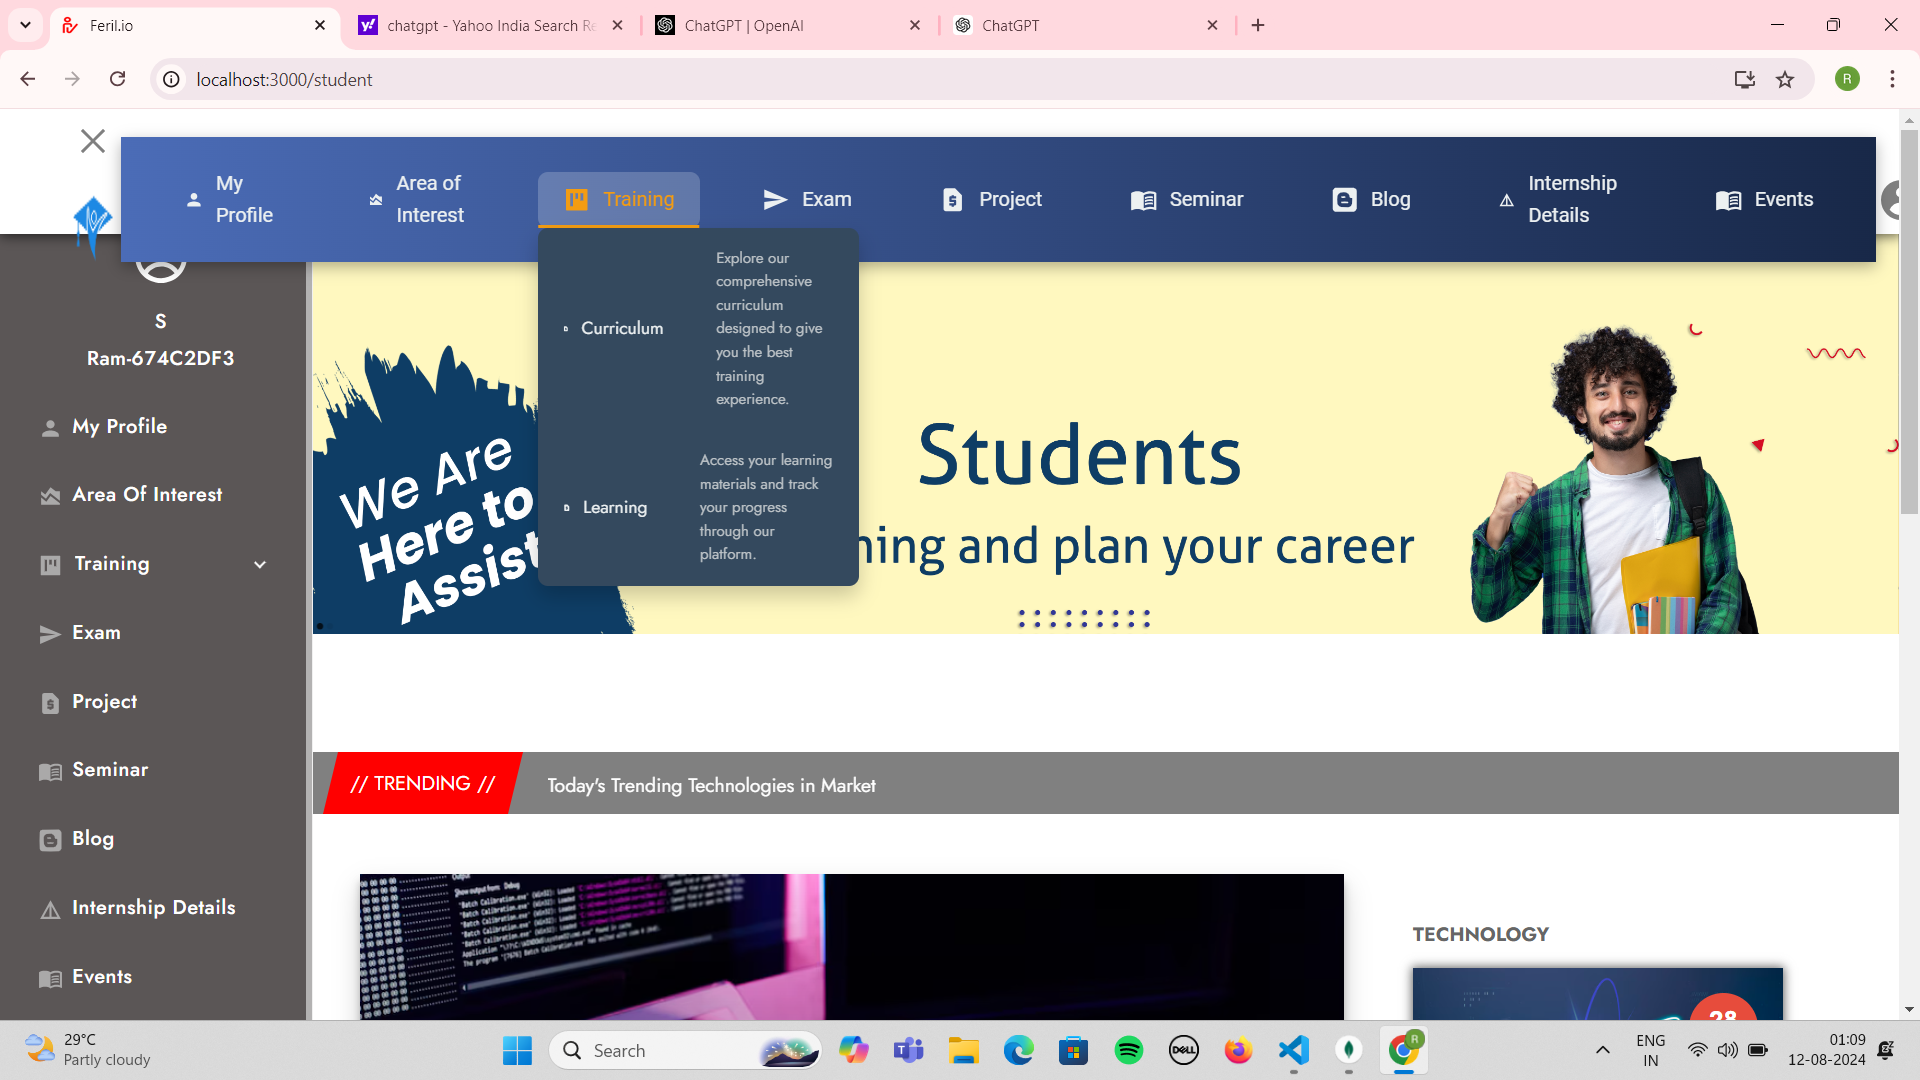 Feril.io
chatgpt - Yahoo India Search Re
ChatGPT | OpenAI
ChatGPT
localhost:3000/student
R
My
Profile
Area of
Interest
Training
Exam
Project
Seminar
Blog
Internship
Details
Events
Curriculum
Explore our
comprehensive
curriculum
designed to give
you the best
training
experience.
Learning
Access your learning
materials and track
your progress
through our
platform.
S
Ram-674C2DF3
My Profile
Area Of Interest
Training
Exam
Project
Seminar
Blog
Internship Details
Events
We Are
Here to
Assist
Students
ning and plan your career
// TRENDING //
Today's Trending Technologies in Market
TECHNOLOGY
28
29°C
Partly cloudy
Search
DELL
R
ENG
IN
01:09
12-08-2024